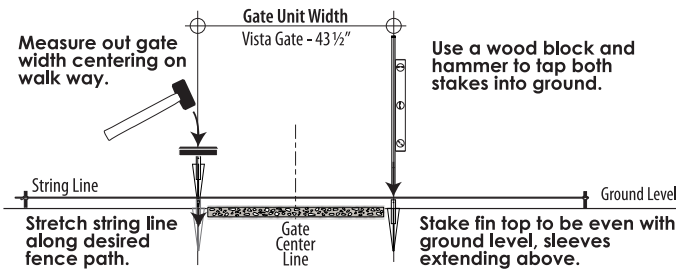 Gate Unit Width
Vista Gate - 43 ½"
Measure out gate
width centering on
walk way.
Use a wood block and
hammer to tap both
stakes into ground.
String Line
Ground Level
Stretch string line
along desired
fence path.
Gate
Center
Line
Stake fin top to be even with
ground level, sleeves
extending above.